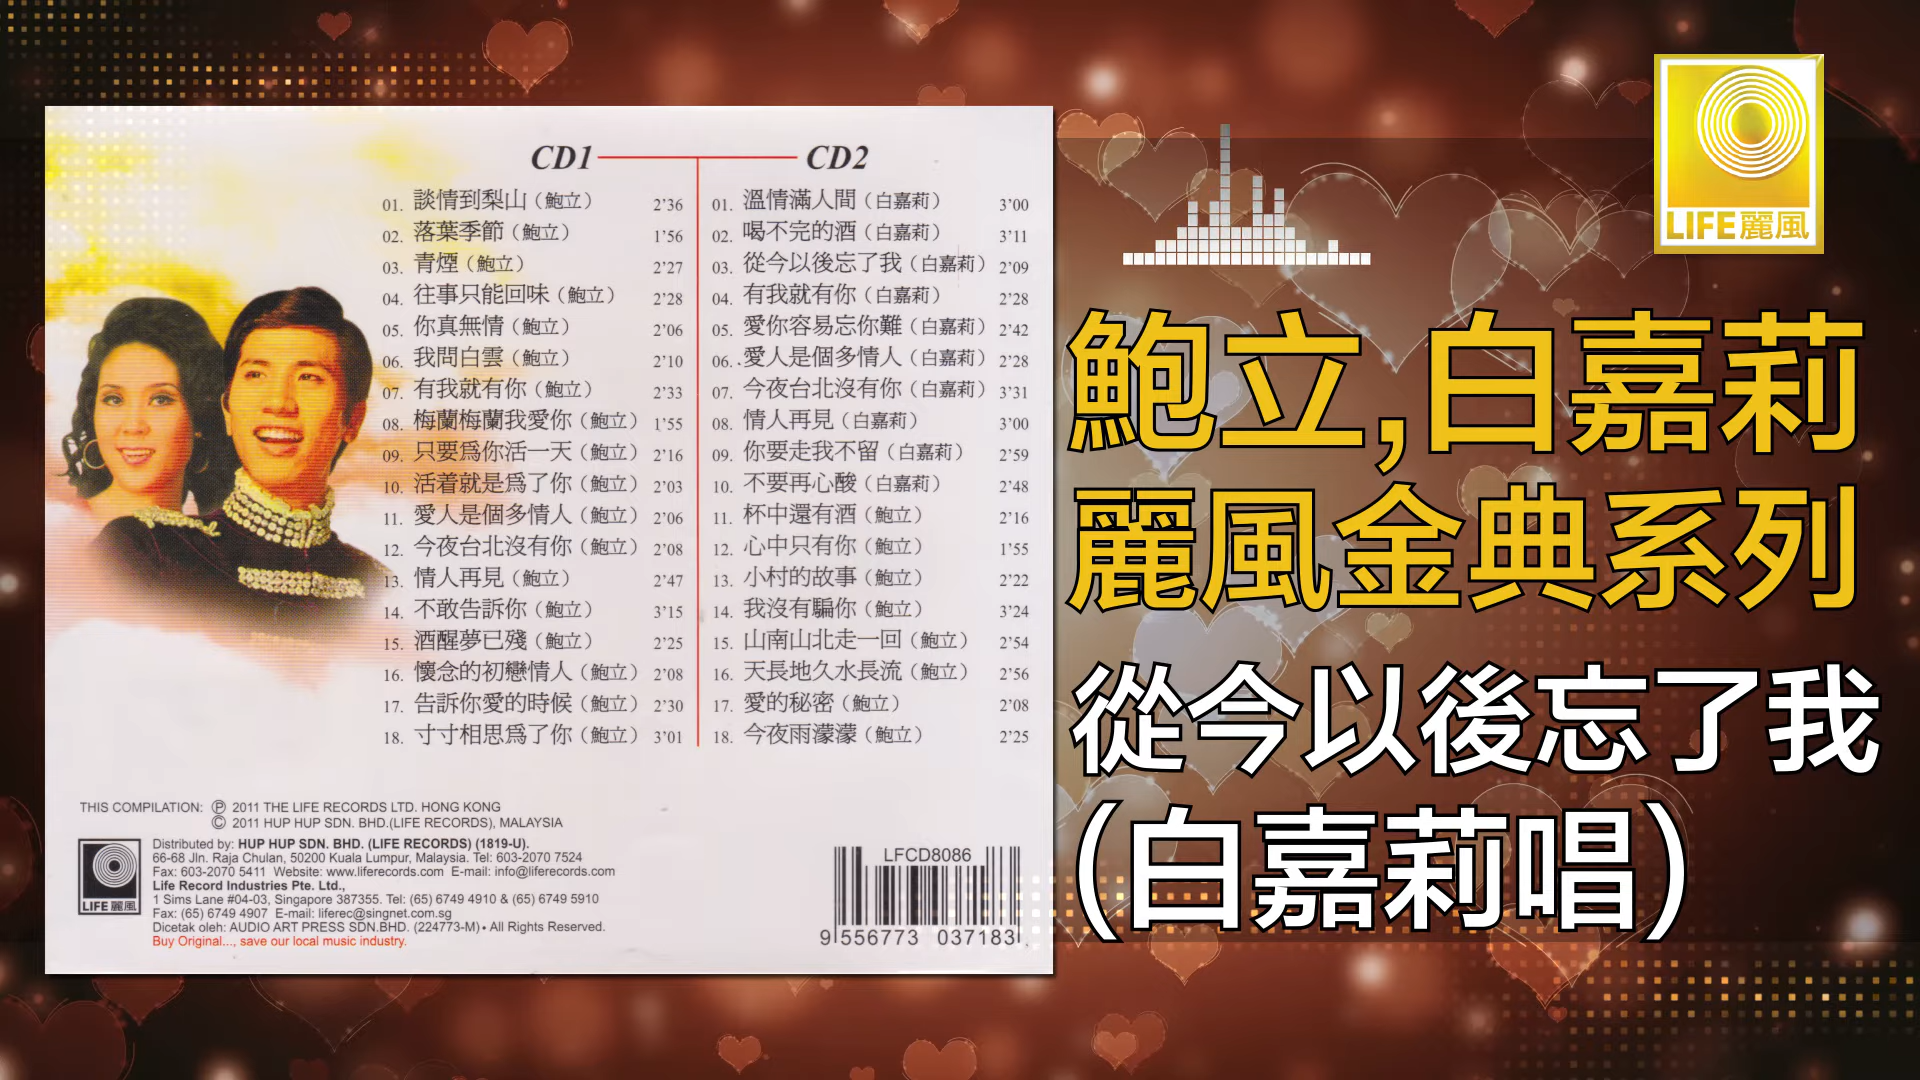 CD1
01. 談情到梨山（鮑立） 2'36
02. 落葉季節（鮑立） 1'56
03. 青煙（鮑立） 2'27
04. 往事只能回味（鮑立） 2'28
05. 你真無情（鮑立） 2'06
06. 我問白雲（鮑立） 2'10
07. 有我就有你（鮑立） 2'33
08. 梅蘭梅蘭我愛你（鮑立） 1'55
09. 只要爲你活一天（鮑立） 2'16
10. 活着就是爲了你（鮑立） 2'03
11. 愛人是個多情人（鮑立） 2'06
12. 今夜台北沒有你（鮑立） 2'08
13. 情人再見（鮑立） 2'47
14. 不敢告訴你（鮑立） 3'15
15. 酒醒夢已殘（鮑立） 2'25
16. 懷念的初戀情人（鮑立） 2'08
17. 告訴你愛的時候（鮑立） 2'30
18. 寸寸相思爲了你（鮑立） 3'01
CD2
01. 溫情滿人間（白嘉莉） 3'00
02. 喝不完的酒（白嘉莉） 3'11
03. 從今以後忘了我（白嘉莉） 2'09
04. 有我就有你（白嘉莉） 2'28
05. 愛你容易忘你難（白嘉莉） 2'42
06. 愛人是個多情人（白嘉莉） 2'28
07. 今夜台北沒有你（白嘉莉） 3'31
08. 情人再見（白嘉莉） 3'00
09. 你要走我不留（白嘉莉） 2'59
10. 不要再心酸（白嘉莉） 2'48
11. 杯中還有酒（鮑立） 2'16
12. 心中只有你（鮑立） 1'55
13. 小村的故事（鮑立） 2'22
14. 我沒有騙你（鮑立） 3'24
15. 山南山北走一回（鮑立） 2'54
16. 天長地久水長流（鮑立） 2'56
17. 愛的秘密（鮑立） 2'08
18. 今夜雨濛濛（鮑立） 2'25
THIS COMPILATION: Ⓟ 2011 THE LIFE RECORDS LTD. HONG KONG
© 2011 HUP HUP SDN. BHD.(LIFE RECORDS), MALAYSIA
Distributed by: HUP HUP SDN. BHD. (LIFE RECORDS) (1819-U).
66-68 Jln. Raja Chulan, 50200 Kuala Lumpur, Malaysia. Tel: 603-2070 7524
Fax: 603-2070 5411 Website: www.liferecords.com E-mail: info@liferecords.com
Life Record Industries Pte. Ltd.,
1 Sims Lane #04-03, Singapore 387355. Tel: (65) 6749 4910 & (65) 6749 5910
Fax: (65) 6749 4907 E-mail: liferec@singnet.com.sg
Dicetak oleh: AUDIO ART PRESS SDN.BHD. (224773-M) • All Rights Reserved.
Buy Original..., save our local music industry.
LIFE 麗風
LFCD8086
9 556773 037183
LIFE麗風
鮑立,白嘉莉
麗風金典系列
從今以後忘了我
(白嘉莉唱)